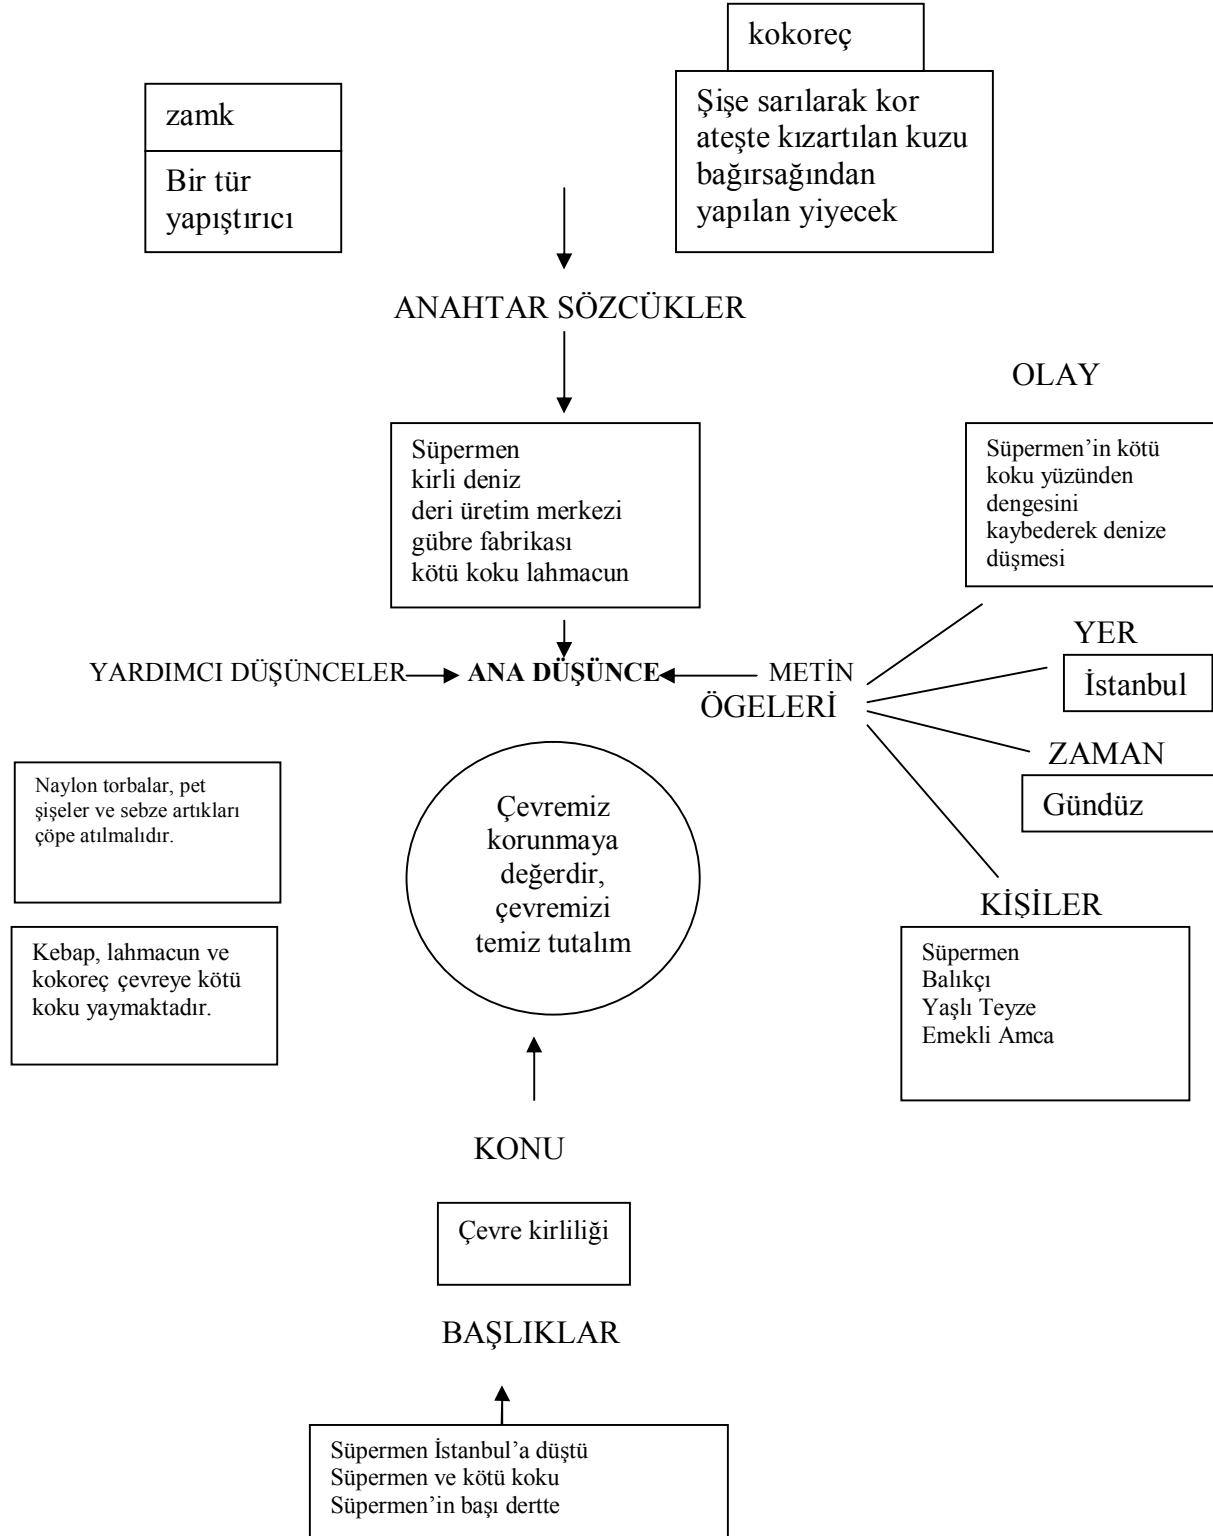 kokoreç
Şişe sarılarak kor
ateşte kızartılan kuzu
bağırsağından
yapılan yiyecek
zamk
Bir tür
yapıştırıcı
ANAHTAR SÖZCÜKLER
Süpermen
kirli deniz
deri üretim merkezi
gübre fabrikası
kötü koku lahmacun
OLAY
Süpermen’in kötü
koku yüzünden
dengesini
kaybederek denize
düşmesi
YARDIMCI DÜŞÜNCELER
ANA DÜŞÜNCE
METİN
ÖGELERİ
YER
İstanbul
ZAMAN
Gündüz
KİŞİLER
Süpermen
Balıkçı
Yaşlı Teyze
Emekli Amca
Naylon torbalar, pet
şişeler ve sebze artıkları
çöpe atılmalıdır.
Kebap, lahmacun ve
kokoreç çevreye kötü
koku yaymaktadır.
Çevremiz
korunmaya
değerdir,
çevremizi
temiz tutalım
KONU
Çevre kirliliği
BAŞLIKLAR
Süpermen İstanbul’a düştü
Süpermen ve kötü koku
Süpermen’in başı dertte